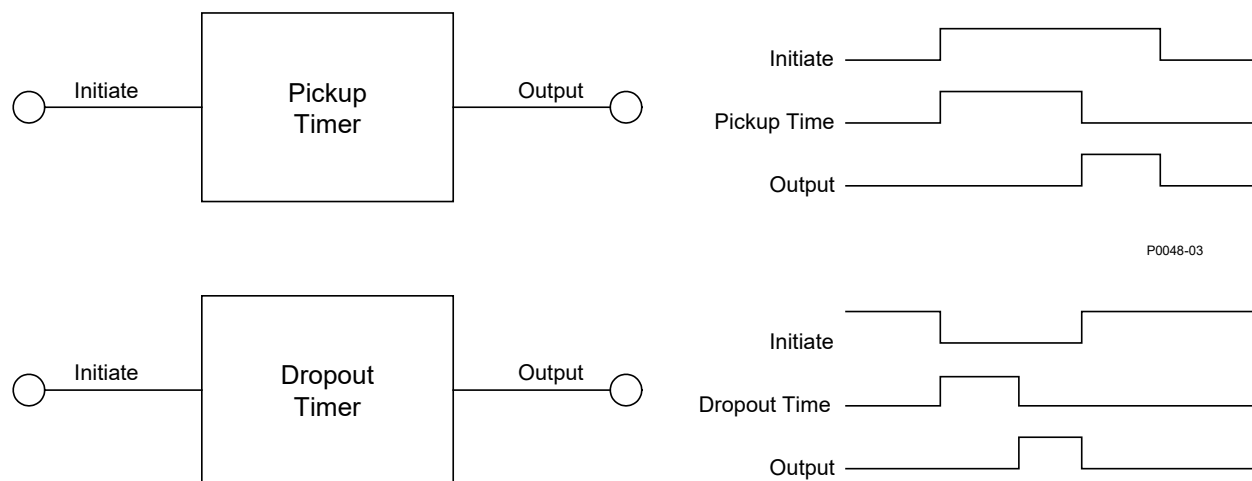 Initiate
Pickup
Timer
Output
Initiate
Pickup Time
Output
P0048-03
Initiate
Dropout
Timer
Output
Initiate
Dropout Time
Output